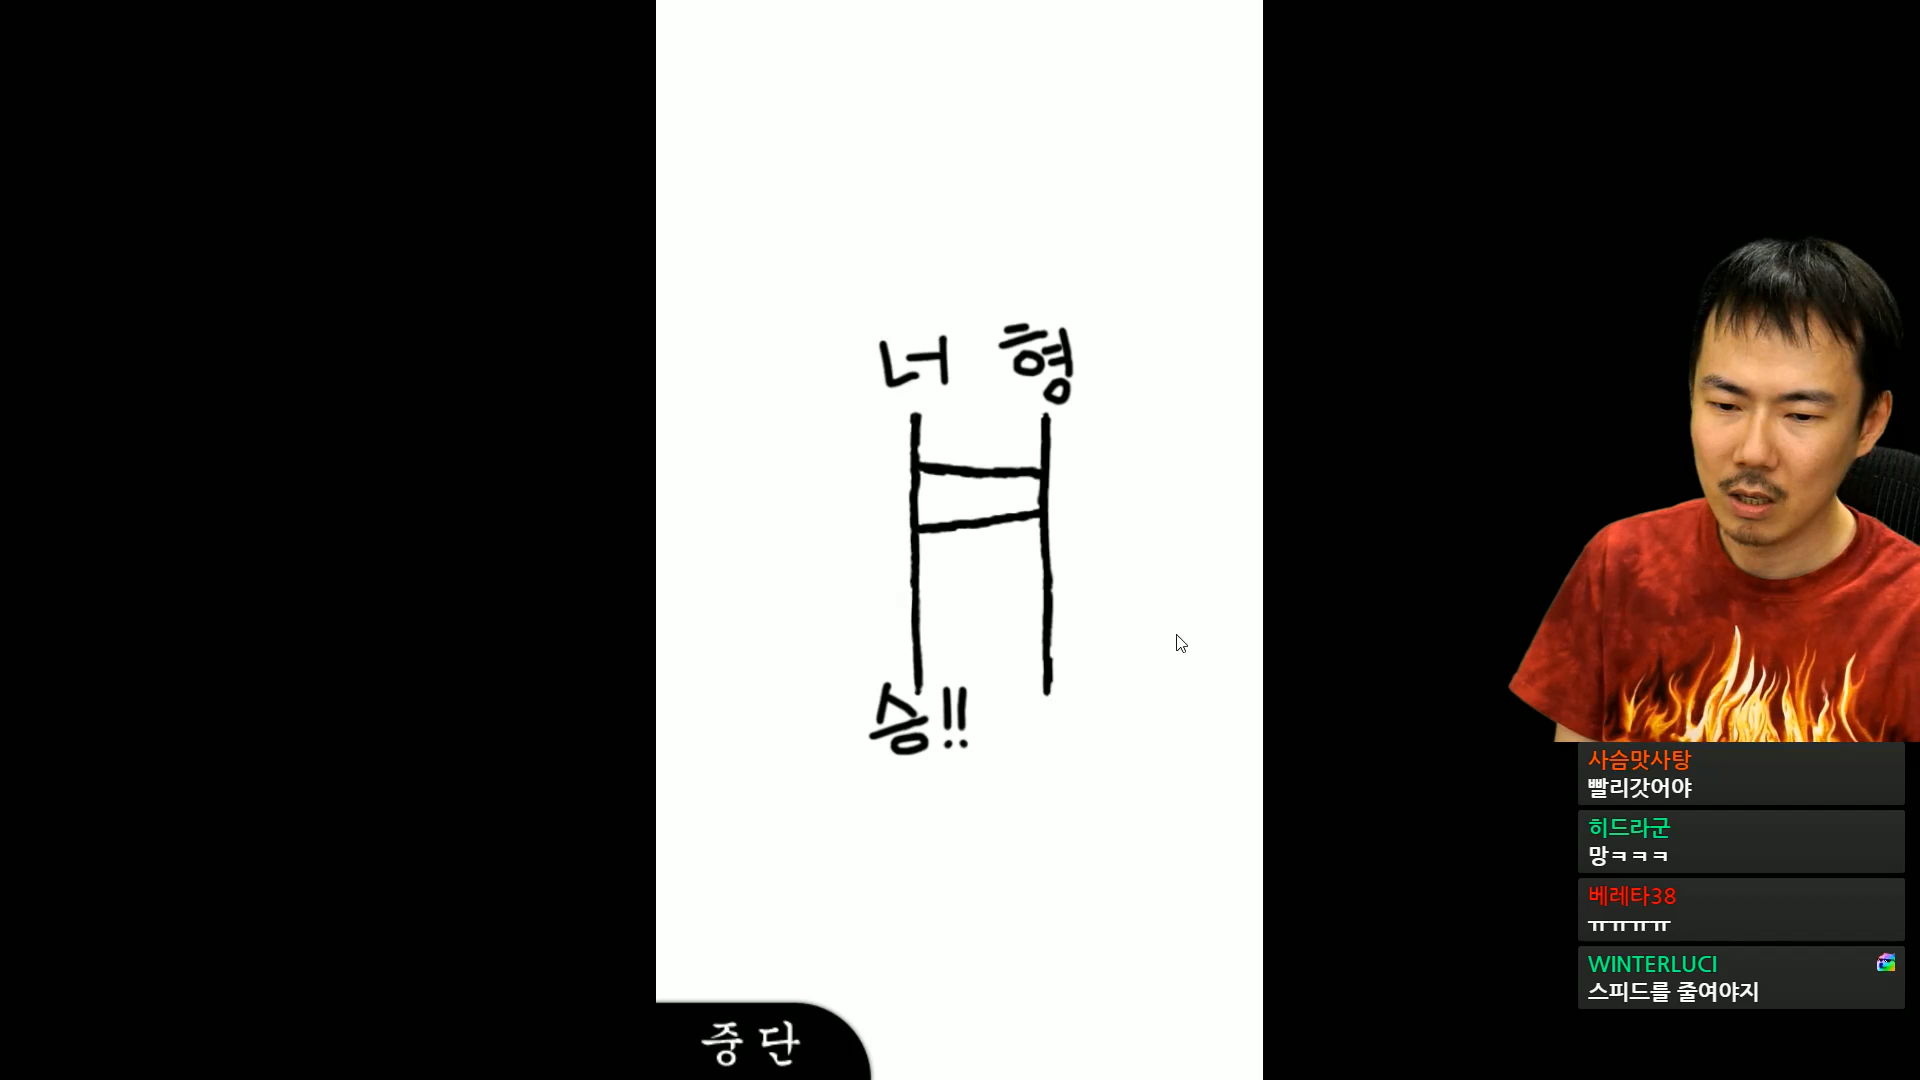 너 형
승!!
중단
사슴맛사탕
빨리갓어야
히드라군
망ㅋㅋㅋ
베레타38
ㅠㅠㅠㅠ
WINTERLUCI
스피드를 줄여야지